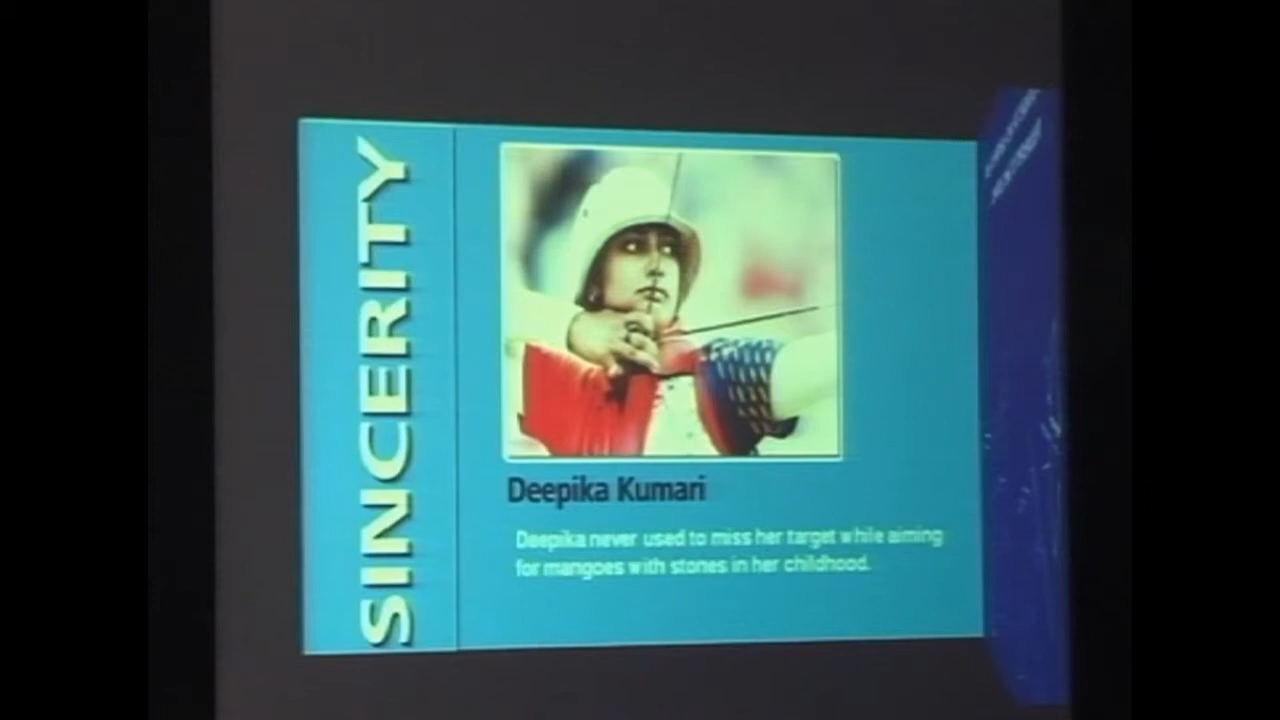 SINCERITY
Deepika Kumari
Deepika never used to miss her target while aiming
for mangoes with stones in her childhood.